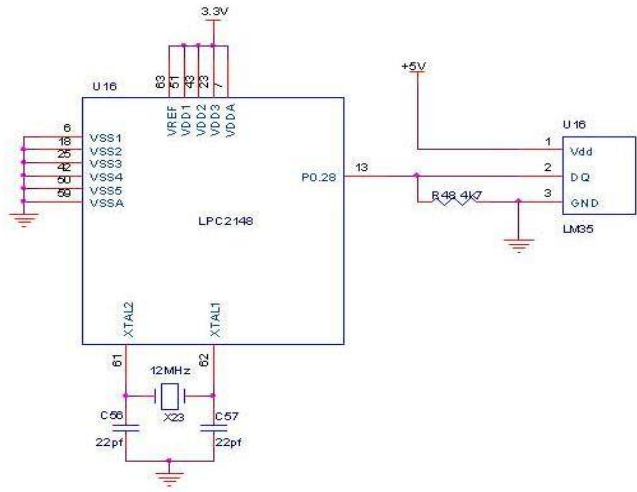 3.3V
+5V
U16
63
51
43
23
7
VREF
VDD1
VDD2
VDD3
VDDA
6 VSS1
18 VSS2
25 VSS3
42 VSS4
50 VSS5
59 VSSA
P0.28 13
LPC2148
U16
1 Vdd
2 DQ
3 GND
LM35
R48 4k7
XTAL2
XTAL1
61
62
12MHz
X23
C56
22pf
C57
22pf